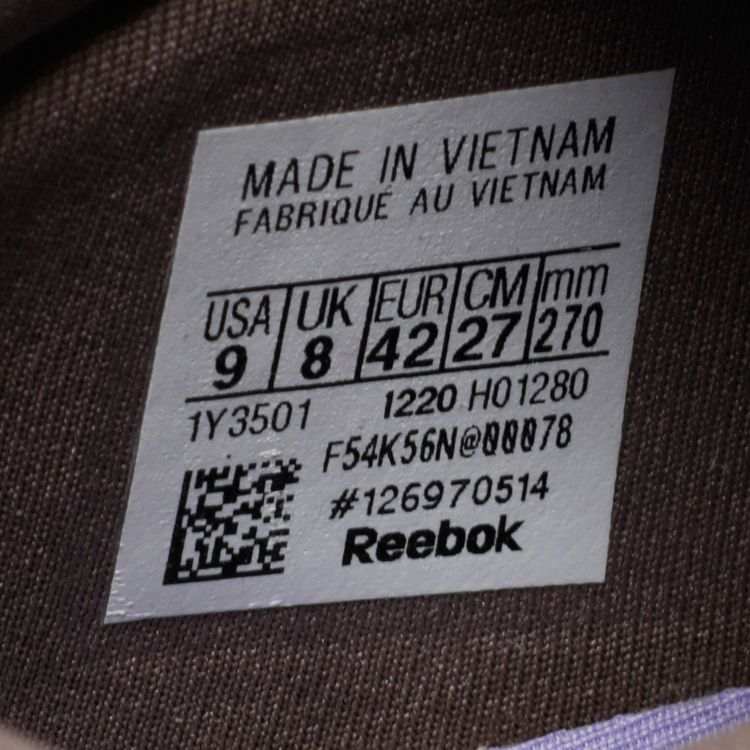 MADE IN VIETNAM
FABRIQUÉ AU VIETNAM
USA UK EUR CM mm
9 8 42 27 270
1Y3501 1220 H01280
F54K56N@00078
#126970514
Reebok